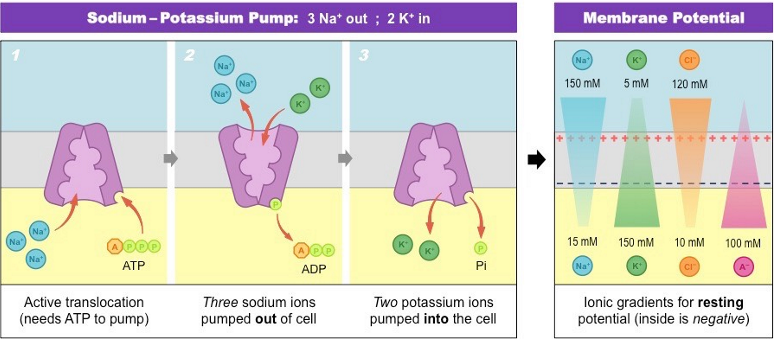 Sodium – Potassium Pump: 3 Na⁺ out ; 2 K⁺ in
1
Na⁺
Na⁺
Na⁺
A P P P
ATP
Active translocation
(needs ATP to pump)
2
Na⁺
Na⁺
Na⁺
K⁺
K⁺
P
A P P
ADP
Three sodium ions
pumped out of cell
3
K⁺ K⁺
P
Pi
Two potassium ions
pumped into the cell
Membrane Potential
Na⁺ K⁺ Cl⁻
150 mM 5 mM 120 mM
+ + + + + + + + + + + + + + + + + +
15 mM 150 mM 10 mM 100 mM
Na⁺ K⁺ Cl⁻ A⁻
Ionic gradients for resting
potential (inside is negative)